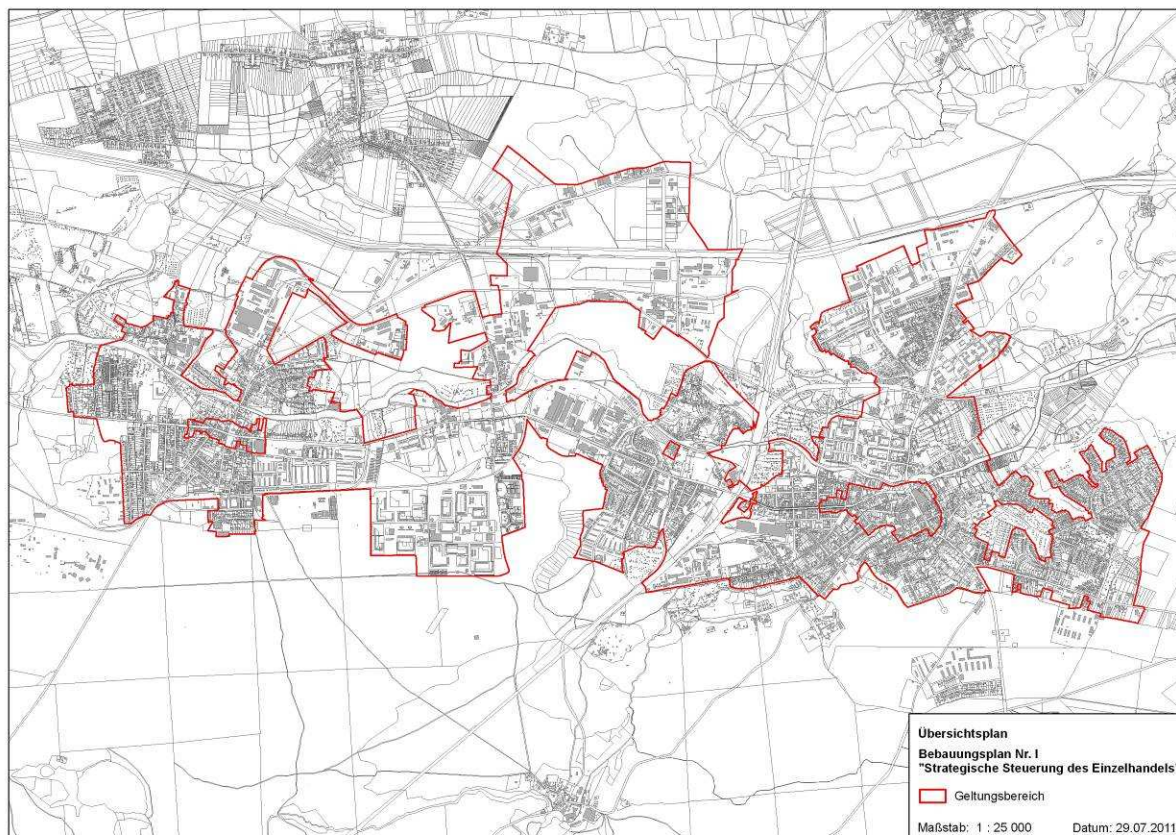 Übersichtsplan
Bebauungsplan Nr. I
"Strategische Steuerung des Einzelhandels"
Geltungsbereich
Maßstab: 1 : 25 000 Datum: 29.07.2011